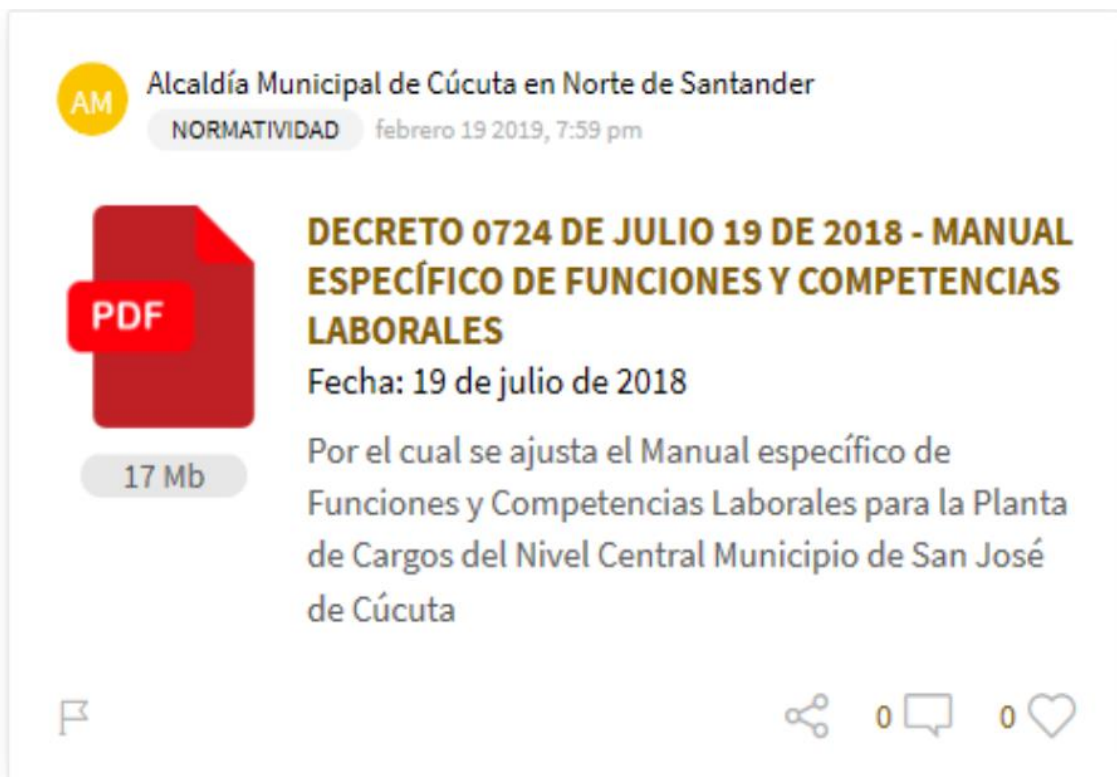 AM
Alcaldía Municipal de Cúcuta en Norte de Santander
NORMATIVIDAD febrero 19 2019, 7:59 pm
PDF
17 Mb
DECRETO 0724 DE JULIO 19 DE 2018 - MANUAL
ESPECÍFICO DE FUNCIONES Y COMPETENCIAS
LABORALES
Fecha: 19 de julio de 2018
Por el cual se ajusta el Manual específico de
Funciones y Competencias Laborales para la Planta
de Cargos del Nivel Central Municipio de San José
de Cúcuta
0 0